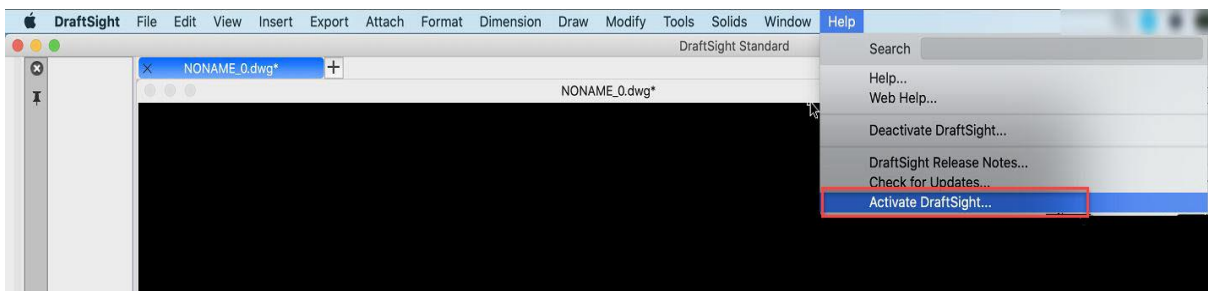 DraftSight File Edit View Insert Export Attach Format Dimension Draw Modify Tools Solids Window Help
DraftSight Standard
Search
NONAME_0.dwg*
NONAME_0.dwg*
Help...
Web Help...
Deactivate DraftSight...
DraftSight Release Notes...
Check for Updates...
Activate DraftSight...